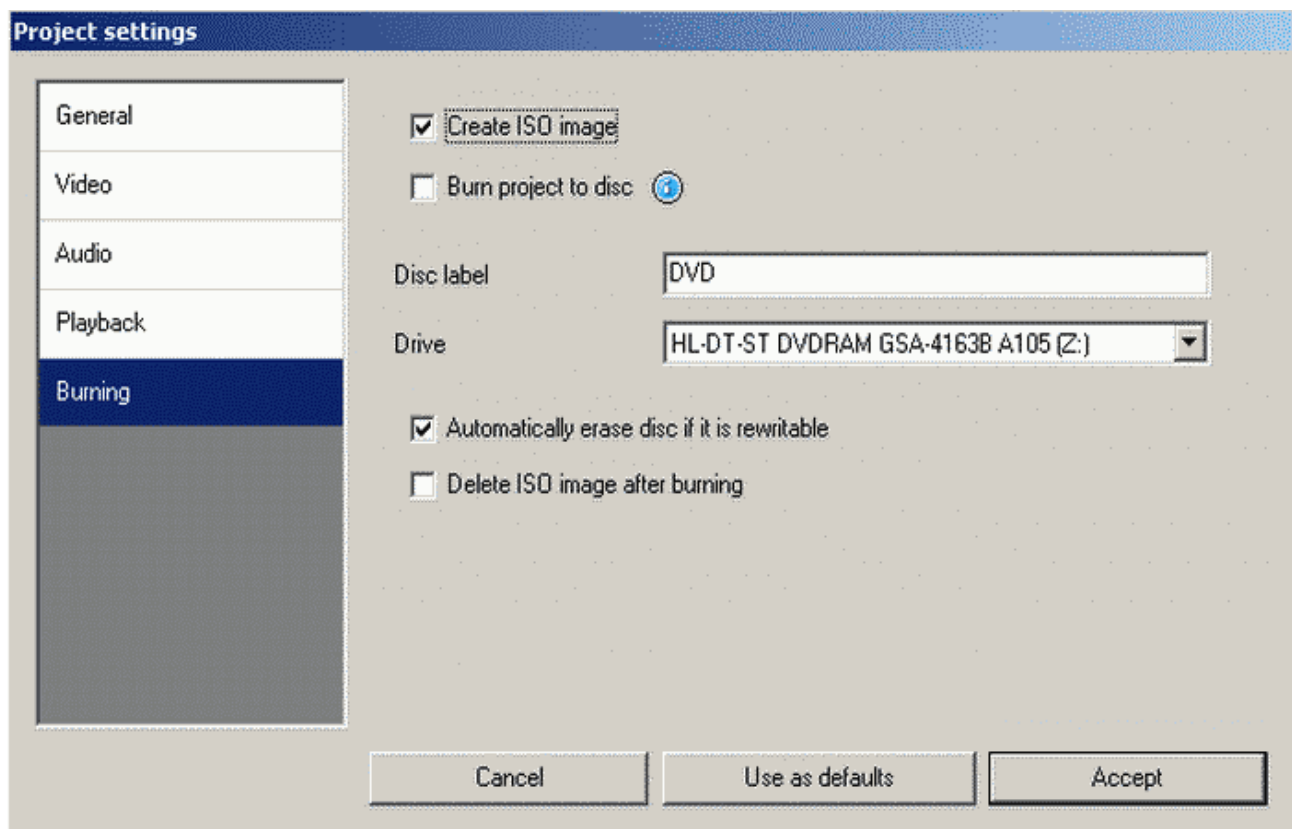 Project settings
General
Video
Audio
Playback
Burning
Create ISO image
Burn project to disc
Disc label
DVD
Drive
HL-DT-ST DVDRAM GSA-4163B A105 (Z:)
Automatically erase disc if it is rewritable
Delete ISO image after burning
Cancel
Use as defaults
Accept